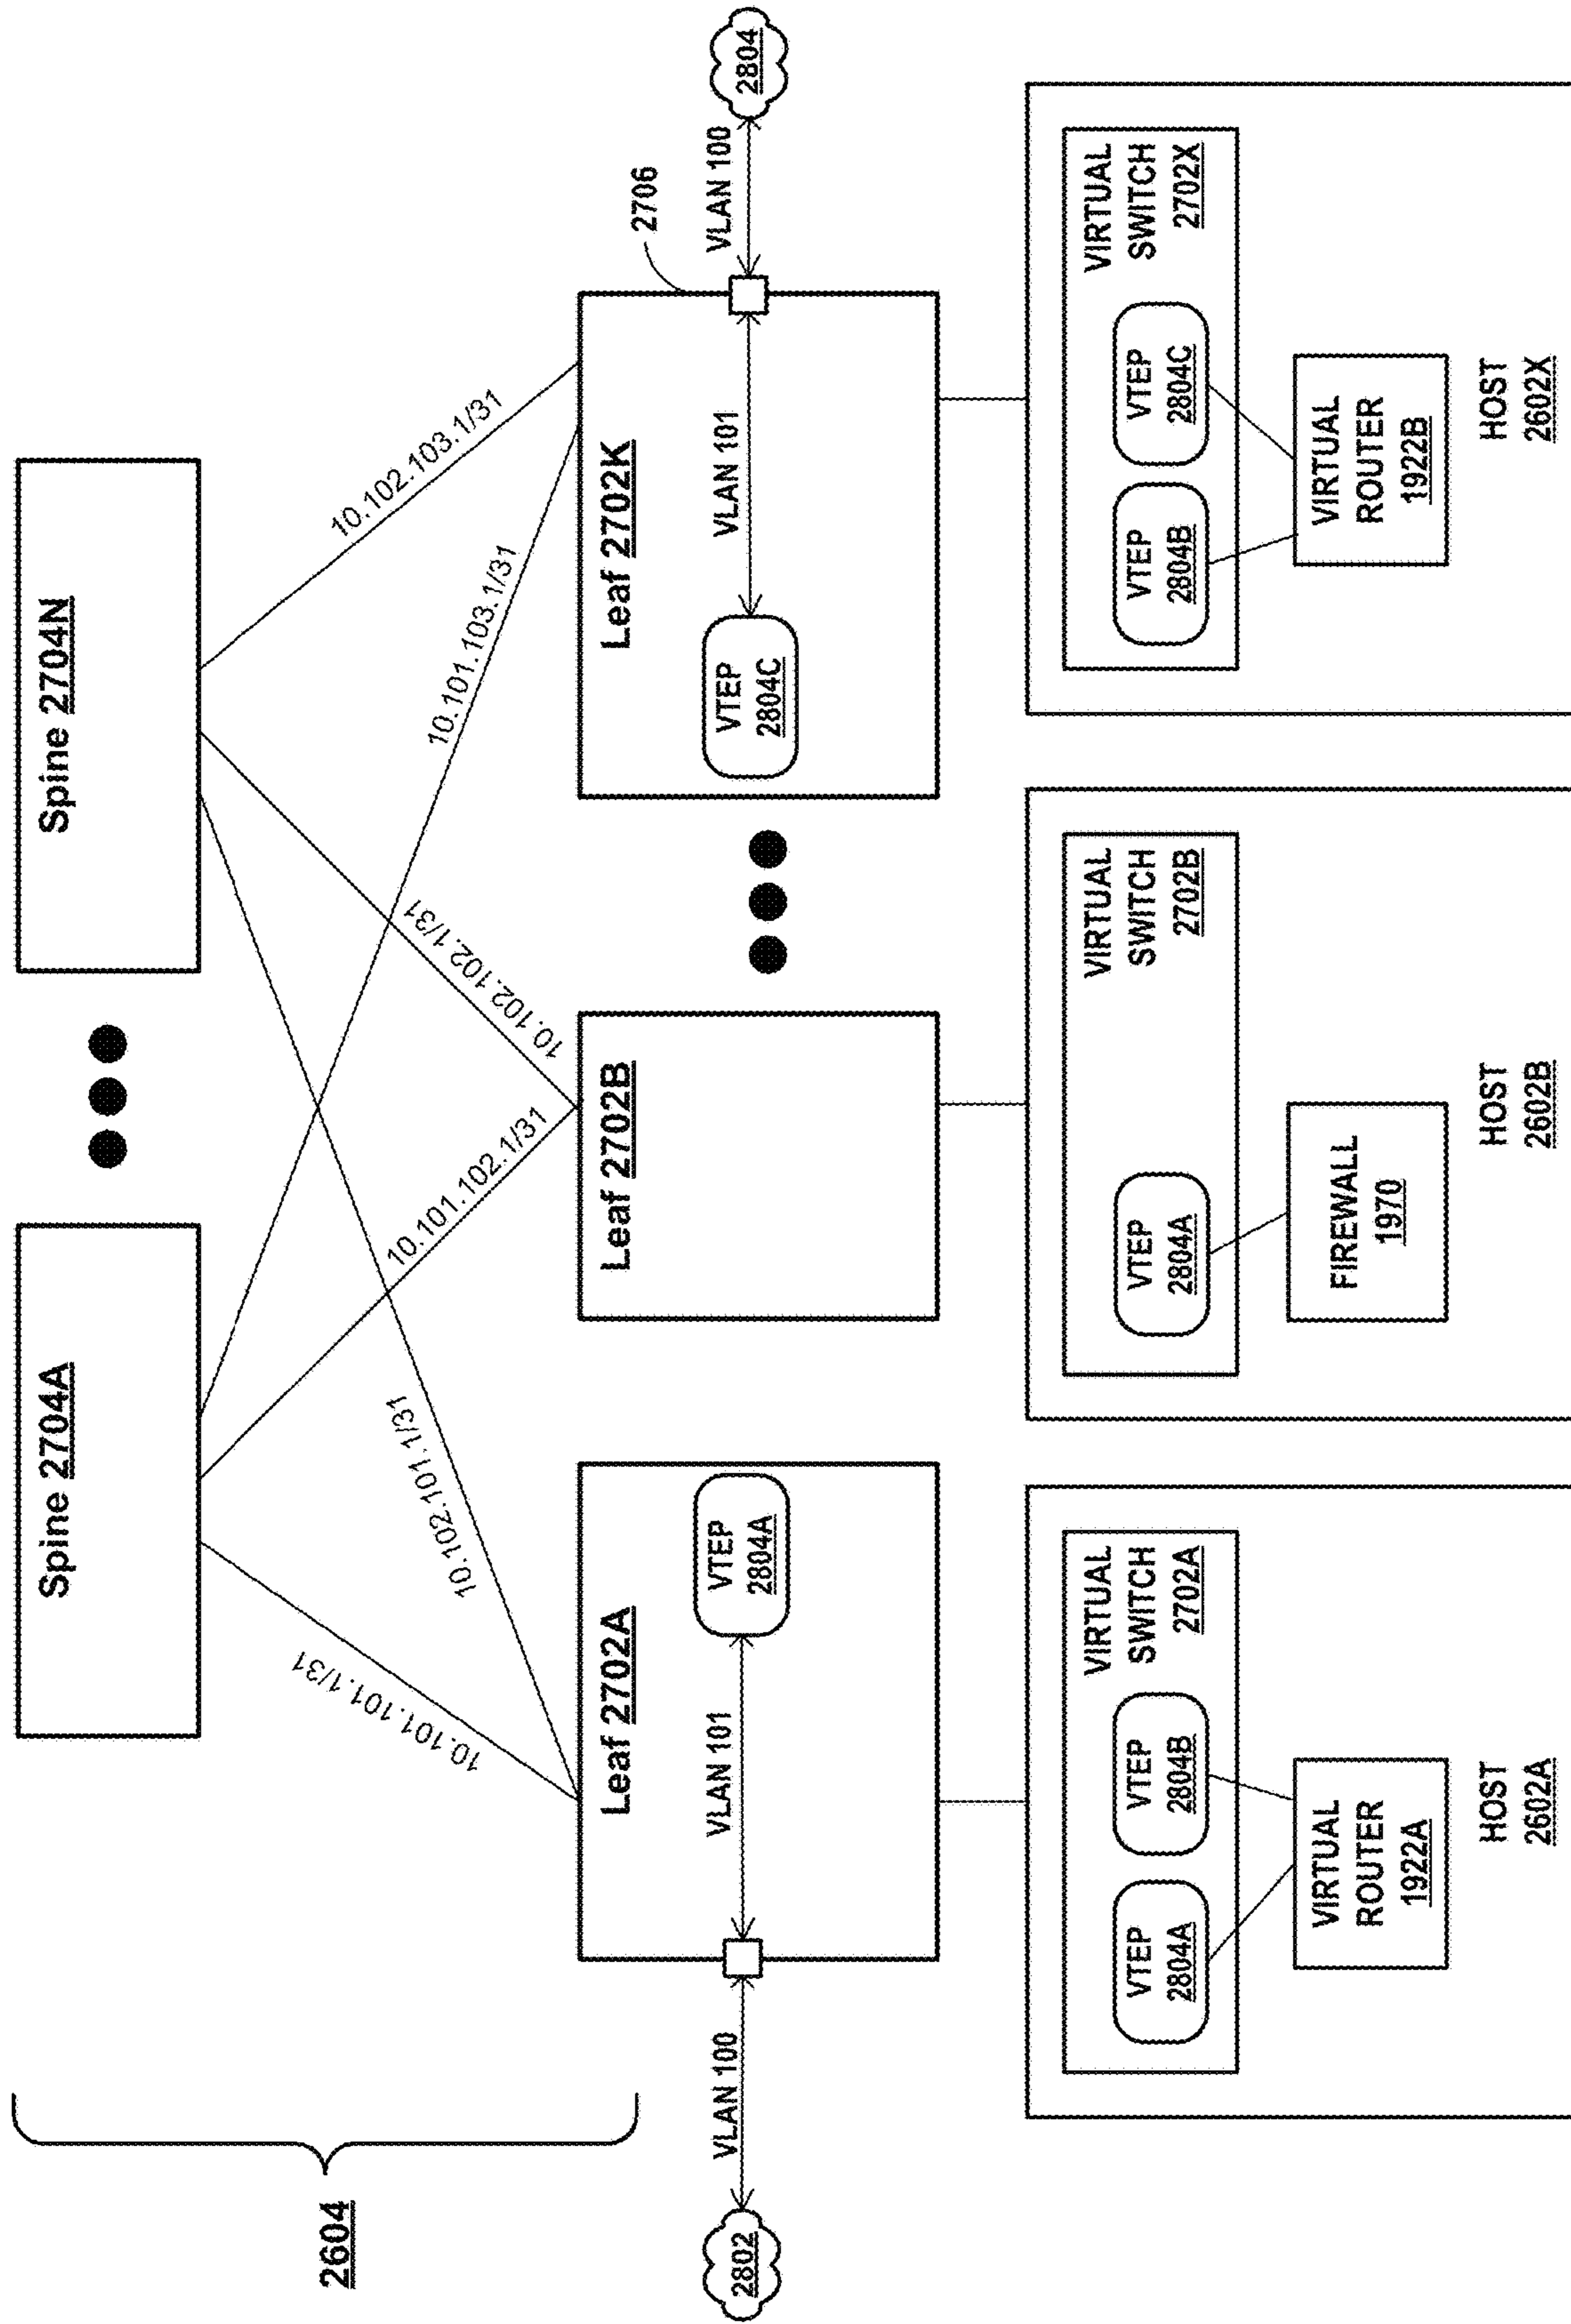 2604
Spine 2704A
Spine 2704N
10.101.101.1/31
10.102.101.1/31
10.101.102.1/31
10.102.102.1/31
10.101.103.1/31
10.102.103.1/31
2802
VLAN 100
Leaf 2702A
VLAN 101
VTEP
2804A
Leaf 2702B
Leaf 2702K
VTEP
2804C
VLAN 101
2706
VLAN 100
2804
VTEP
2804A
VTEP
2804B
VIRTUAL
SWITCH
2702A
VIRTUAL
ROUTER
1922A
HOST
2602A
VTEP
2804A
VIRTUAL
SWITCH
2702B
FIREWALL
1970
HOST
2602B
VTEP
2804B
VTEP
2804C
VIRTUAL
SWITCH
2702X
VIRTUAL
ROUTER
1922B
HOST
2602X